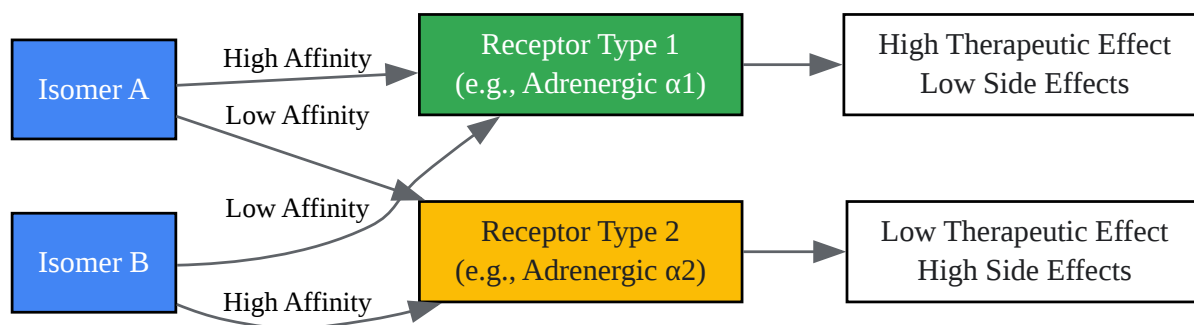 Isomer A
High Affinity
Low Affinity
Receptor Type 1
(e.g., Adrenergic α1)
High Therapeutic Effect
Low Side Effects
Isomer B
Low Affinity
High Affinity
Receptor Type 2
(e.g., Adrenergic α2)
Low Therapeutic Effect
High Side Effects